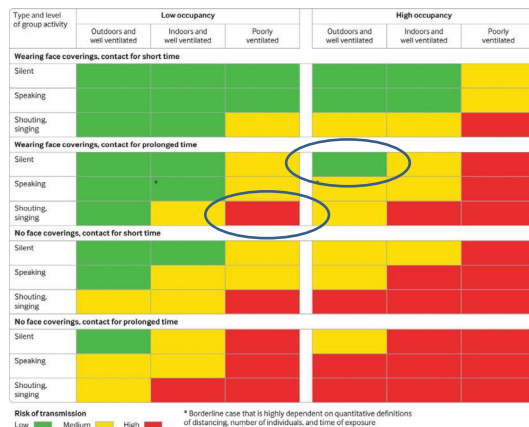 Type and level
of group activity
Low occupancy
High occupancy
Outdoors and
well ventilated
Indoors and
well ventilated
Poorly
ventilated
Outdoors and
well ventilated
Indoors and
well ventilated
Poorly
ventilated
Wearing face coverings, contact for short time
Silent
Speaking
Shouting,
singing
Wearing face coverings, contact for prolonged time
Silent
Speaking
*
*
Shouting,
singing
No face coverings, contact for short time
Silent
Speaking
Shouting,
singing
No face coverings, contact for prolonged time
Silent
Speaking
Shouting,
singing
Risk of transmission
Low Medium High
* Borderline case that is highly dependent on quantitative definitions
of distancing, number of individuals, and time of exposure